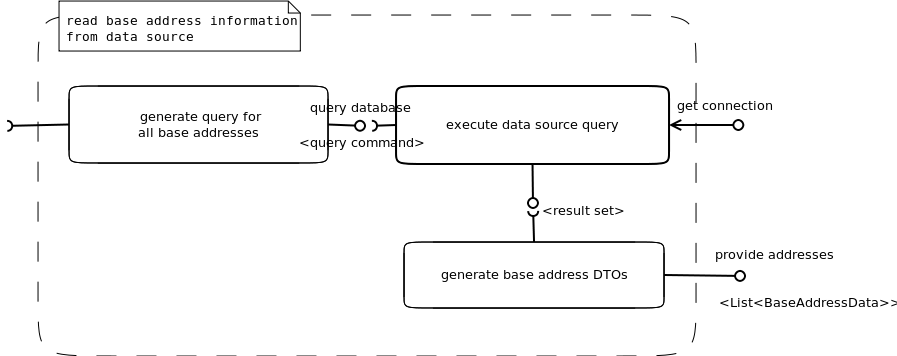 read base address information
from data source
generate query for
all base addresses
query database
<query command>
execute data source query
get connection
<result set>
generate base address DTOs
provide addresses
<List<BaseAddressData>>